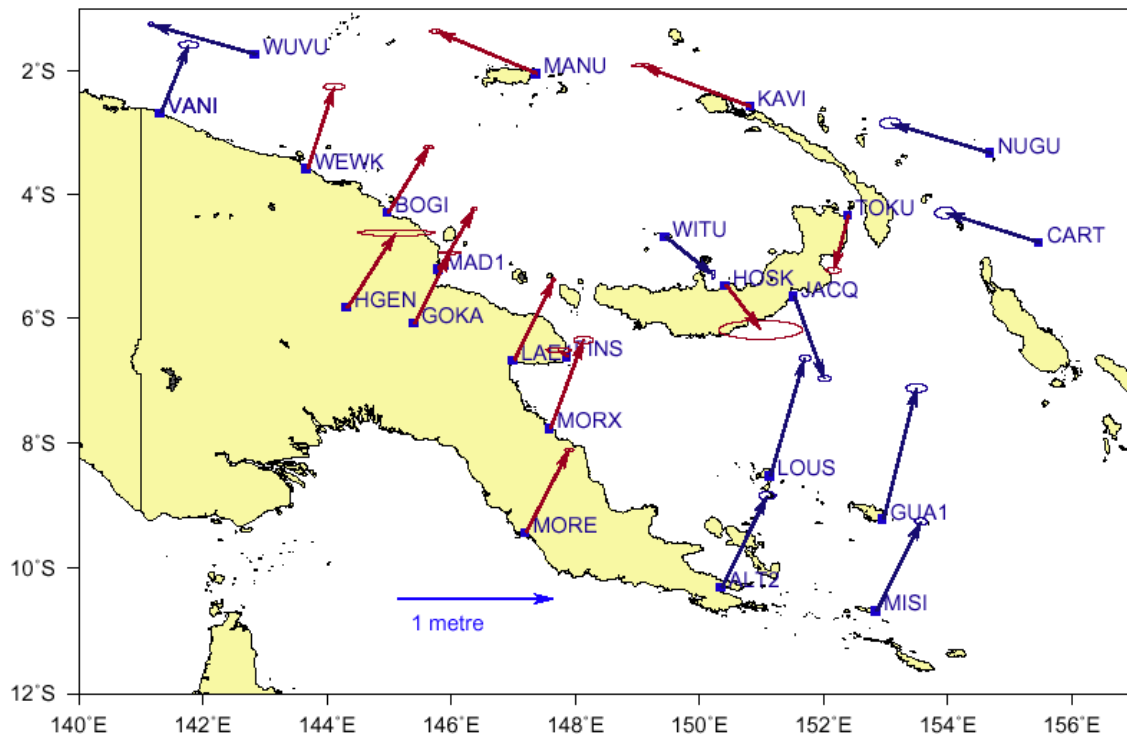 WUVU
MANU
2°S
KAVI
VANI
NUGU
WEWK
4°S
BOGI
TOKU
WITU
CART
MAD1
HOSK
HGEN
JACQ
GOKA
6°S
LAE1
FINS
MORX
8°S
LOUS
GUA1
MORE
10°S
ALT2
MISI
1 metre
12°S
140°E
142°E
144°E
146°E
148°E
150°E
152°E
154°E
156°E